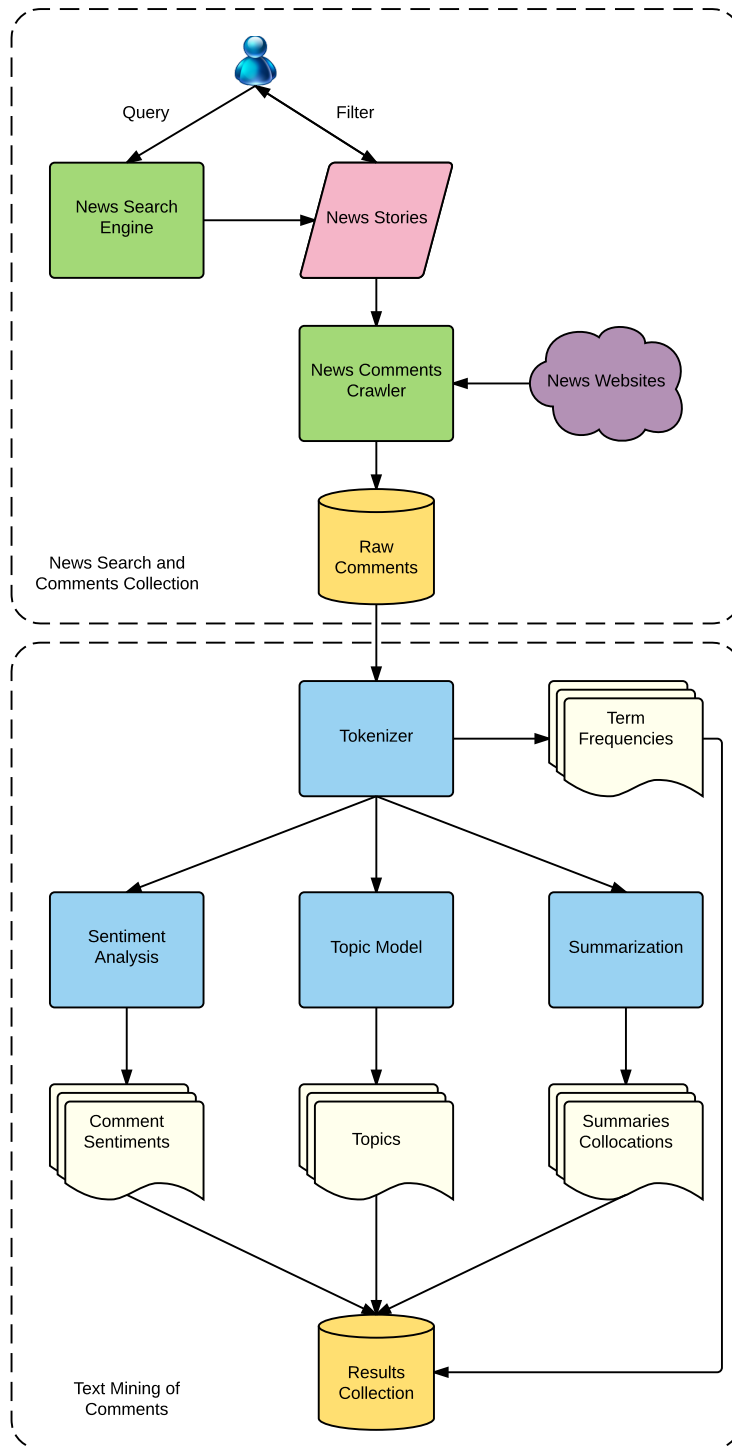 Query
Filter
News Search
Engine
News Stories
News Comments
Crawler
News Websites
Raw
Comments
News Search and
Comments Collection
Tokenizer
Term
Frequencies
Sentiment
Analysis
Topic Model
Summarization
Comment
Sentiments
Topics
Summaries
Collocations
Results
Collection
Text Mining of
Comments